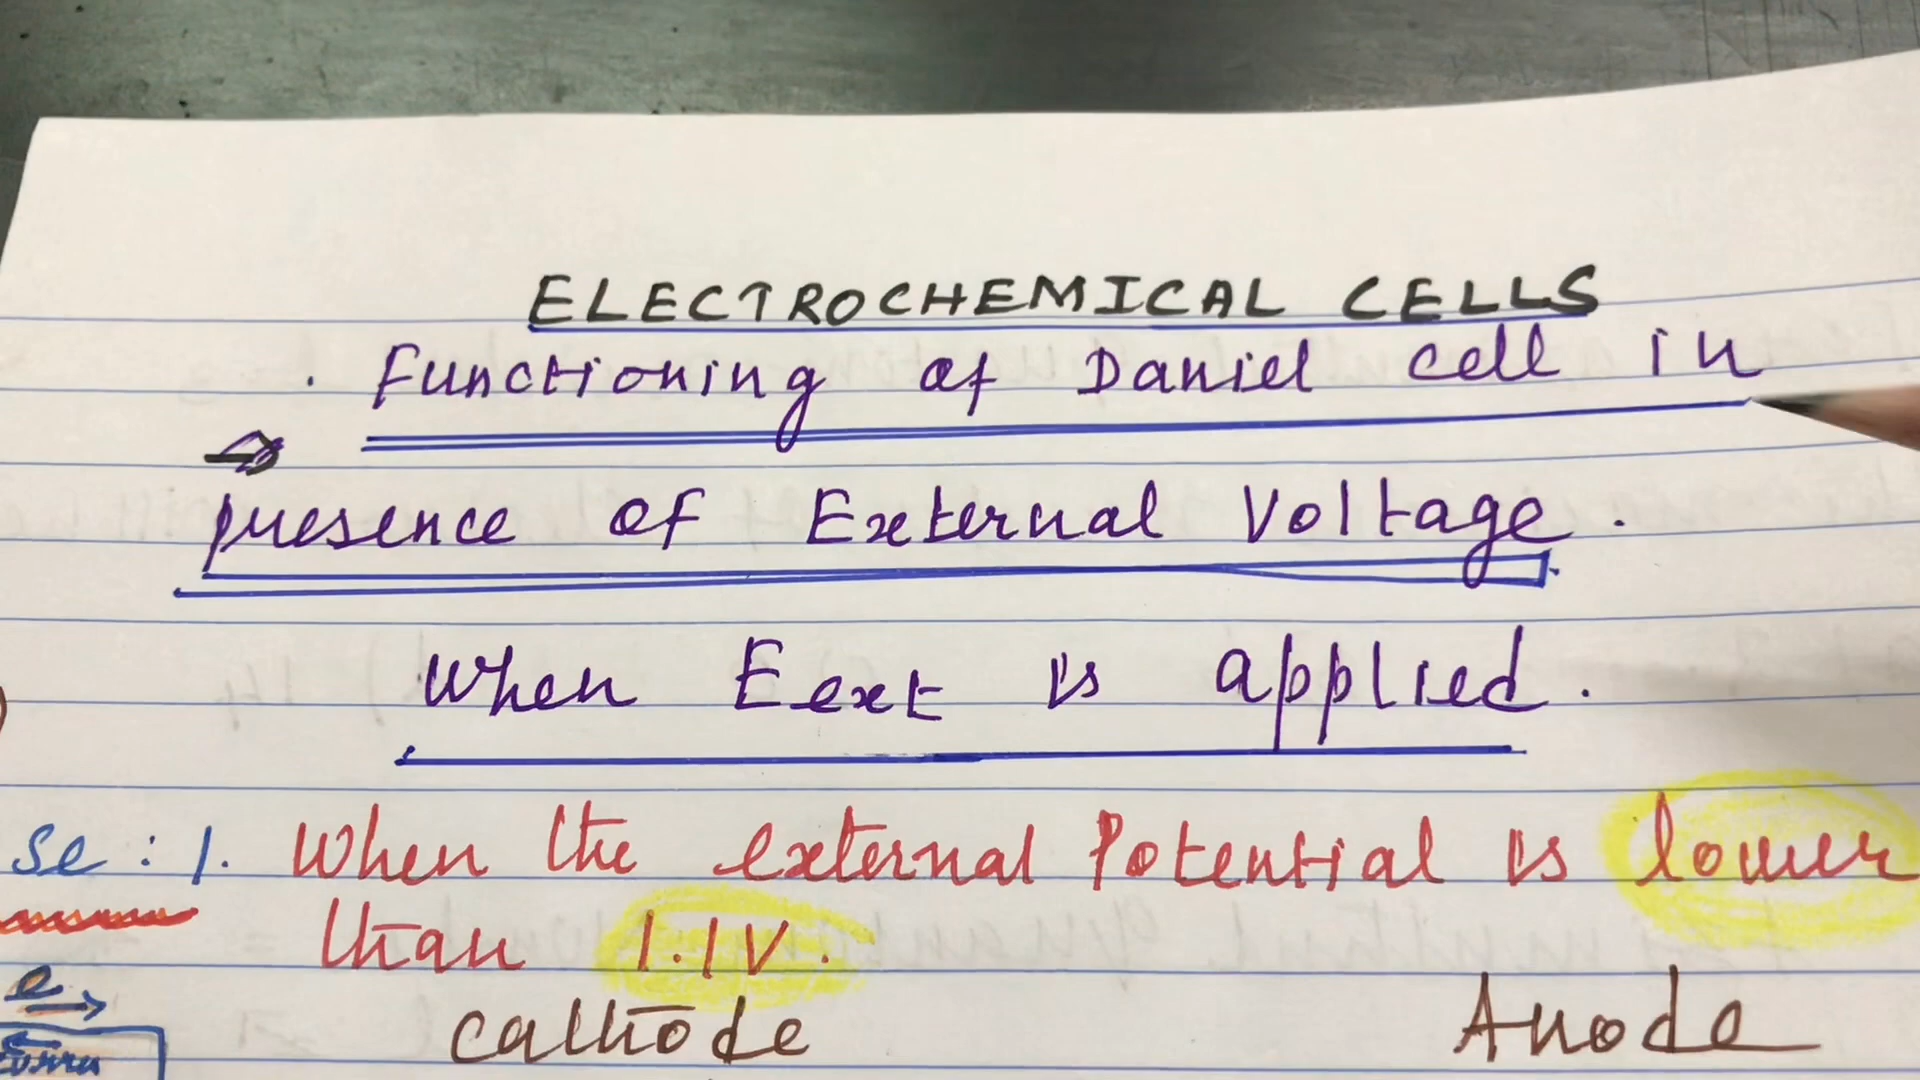 ELECTROCHEMICAL CELLS
Functioning of Daniel cell in
presence of External Voltage.
When Eext is applied.
se : 1. When the external Potential is lower
than 1.1V.
e
cathode Anode